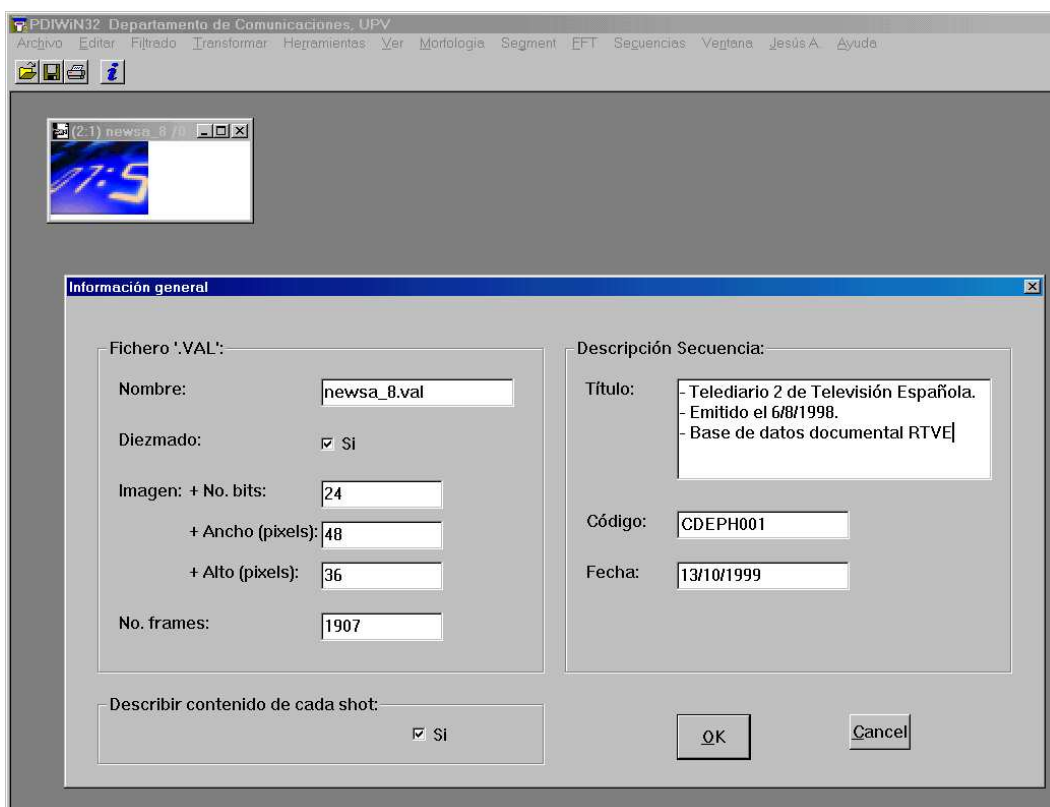 PDIWiN32 Departamento de Comunicaciones, UPV
Archivo Editar Filtrado Transformar Herramientas Ver Morfologia Segment FFT Secuencias Ventana Jesús A. Ayuda
i
(2:1) newsa_8 /0
01:5
Información general
Fichero '.VAL':
Nombre: newsa_8.val
Diezmado: Si
Imagen: + No. bits: 24
+ Ancho (pixels): 48
+ Alto (pixels): 36
No. frames: 1907
Describir contenido de cada shot:
Si
Descripción Secuencia:
Título: - Telediario 2 de Televisión Española.
- Emitido el 6/8/1998.
- Base de datos documental RTVE
Código: CDEPH001
Fecha: 13/10/1999
OK Cancel